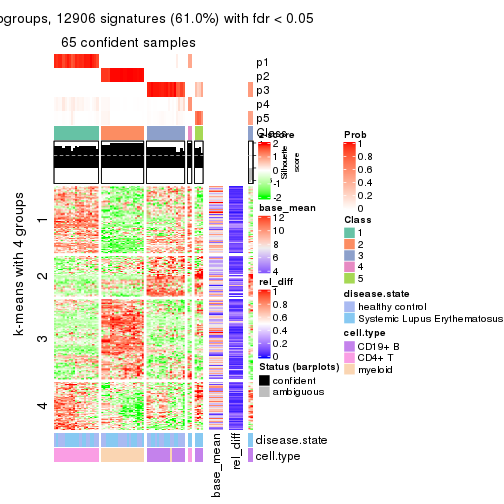 ogroups, 12906 signatures (61.0%) with fdr < 0.05
65 confident samples
p1
p2
p3
p4
p5
Class
Silhouette
score
k-means with 4 groups
1
2
3
4
base_mean
rel_diff
disease.state
cell.type
z-score
2
1
0
-1
-2
base_mean
12
10
8
6
4
rel_diff
1
0.8
0.6
0.4
0.2
0
Status (barplots)
confident
ambiguous
Prob
1
0.8
0.6
0.4
0.2
0
Class
1
2
3
4
5
disease.state
healthy control
Systemic Lupus Erythematosus
cell.type
CD19+ B
CD4+ T
myeloid